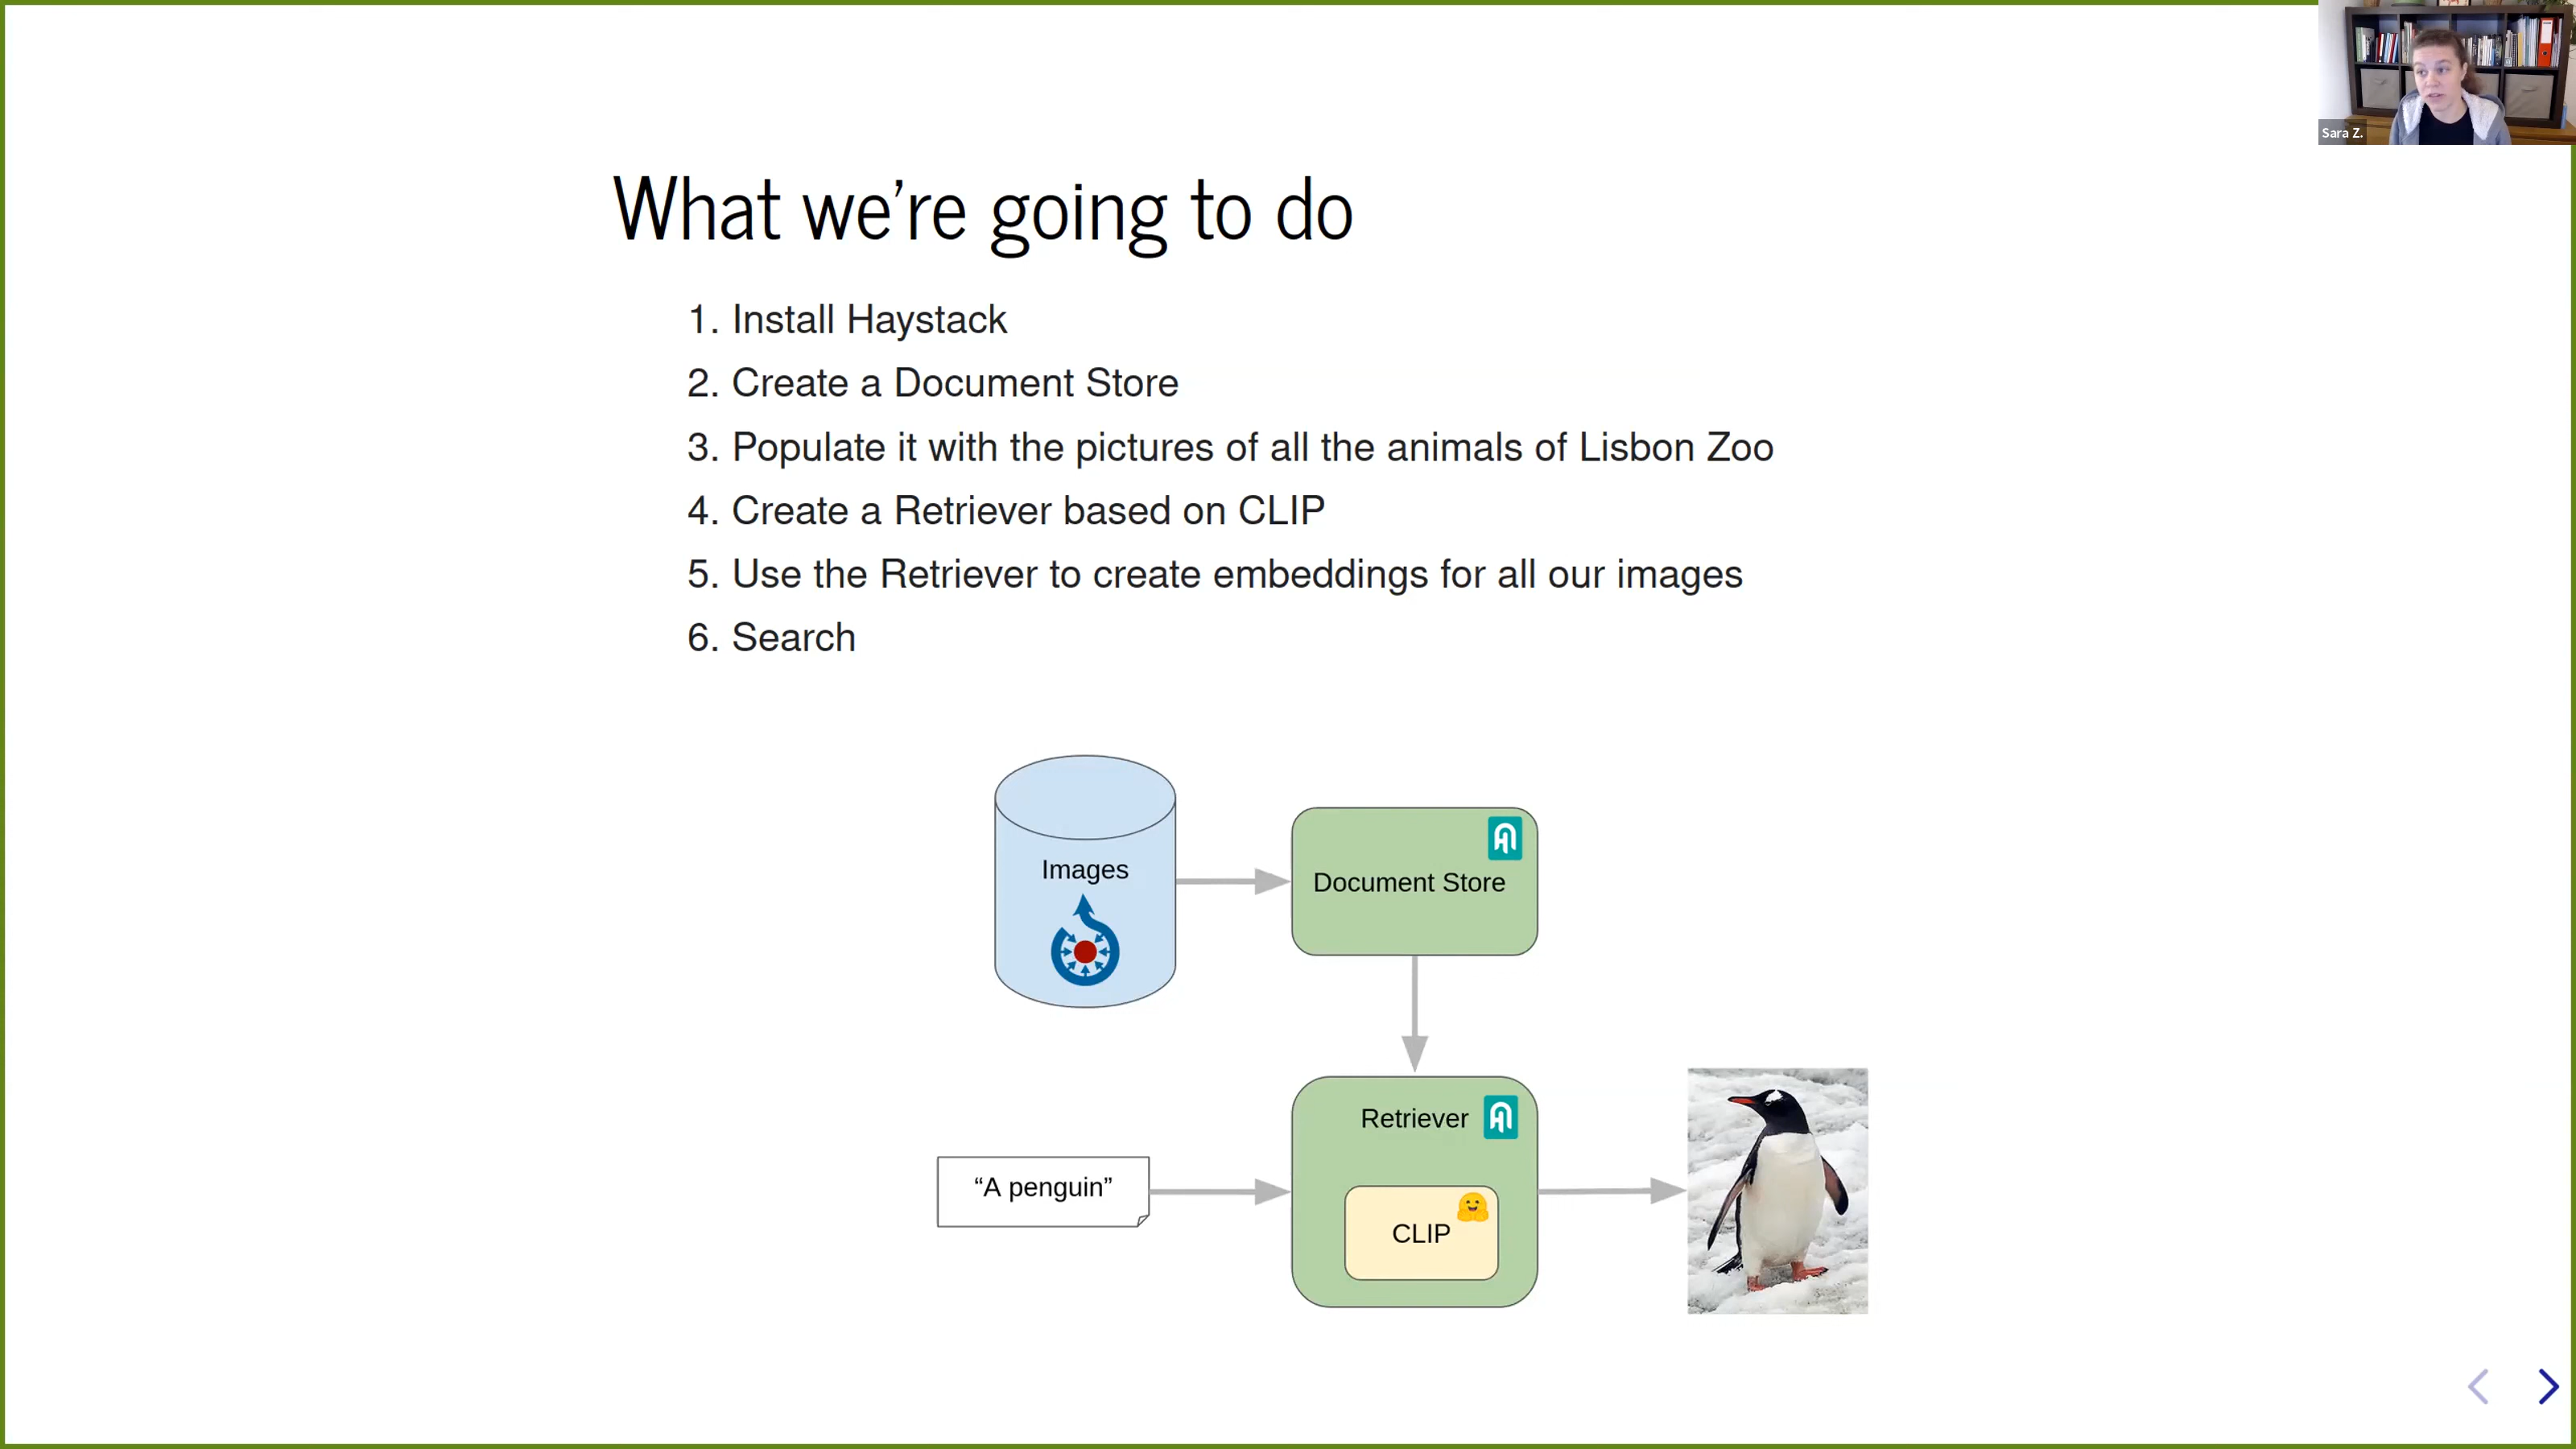 Sara Z.
What we're going to do
1. Install Haystack
2. Create a Document Store
3. Populate it with the pictures of all the animals of Lisbon Zoo
4. Create a Retriever based on CLIP
5. Use the Retriever to create embeddings for all our images
6. Search
Images
Document Store
Retriever
“A penguin”
CLIP